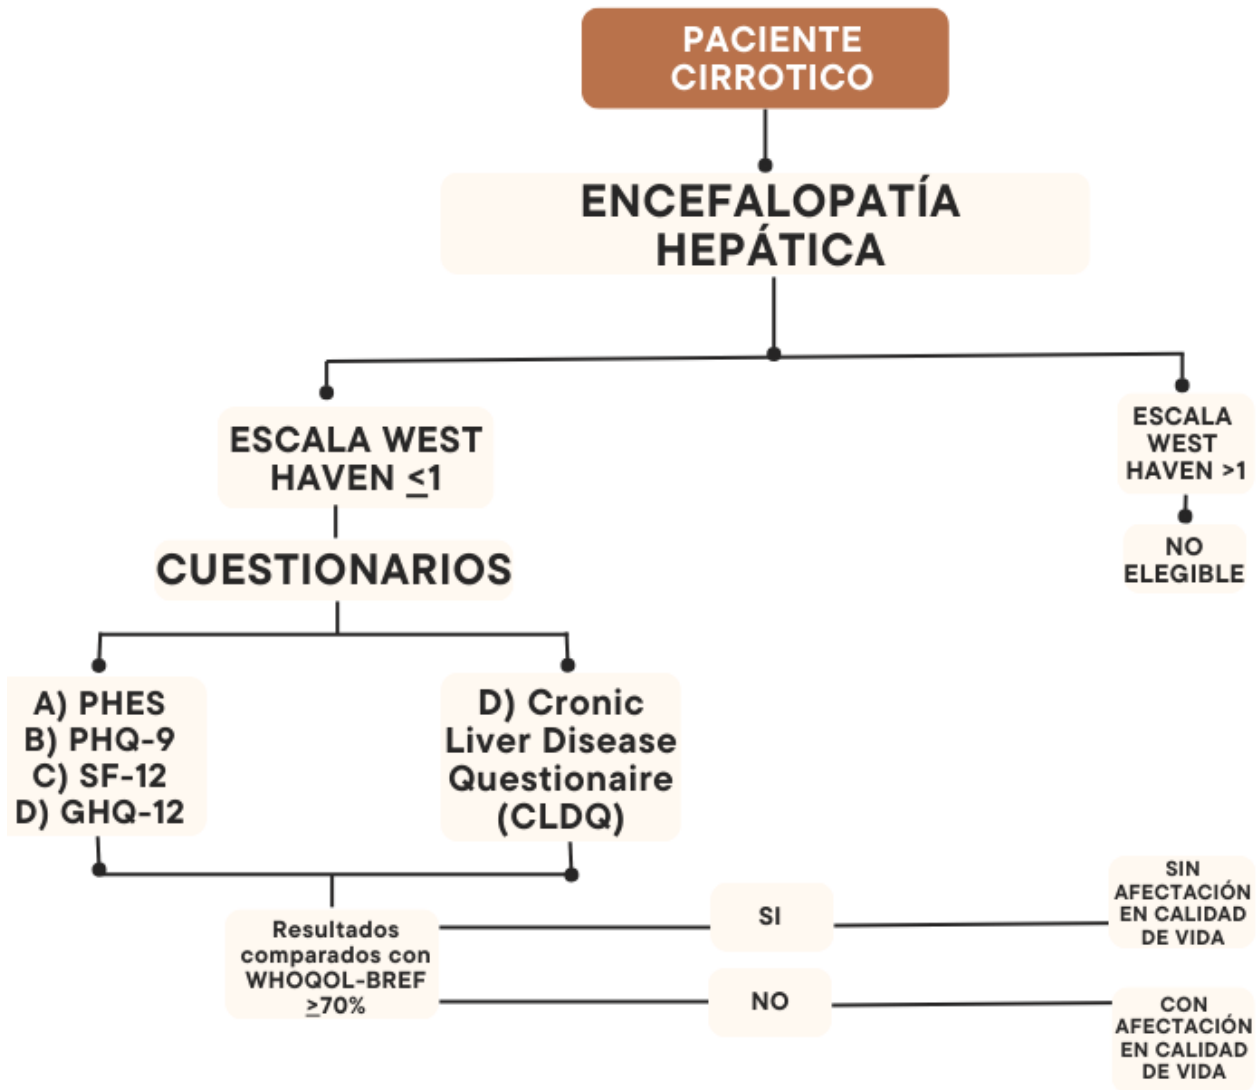 PACIENTE
CIRROTICO
ENCEFALOPATÍA
HEPÁTICA
ESCALA WEST
HAVEN ≤1
ESCALA
WEST
HAVEN >1
NO
ELEGIBLE
CUESTIONARIOS
A) PHES
B) PHQ-9
C) SF-12
D) GHQ-12
D) Cronic
Liver Disease
Questionaire
(CLDQ)
Resultados
comparados con
WHOQOL-BREF
≥70%
SI
SIN
AFECTACIÓN
EN CALIDAD
DE VIDA
NO
CON
AFECTACIÓN
EN CALIDAD
DE VIDA